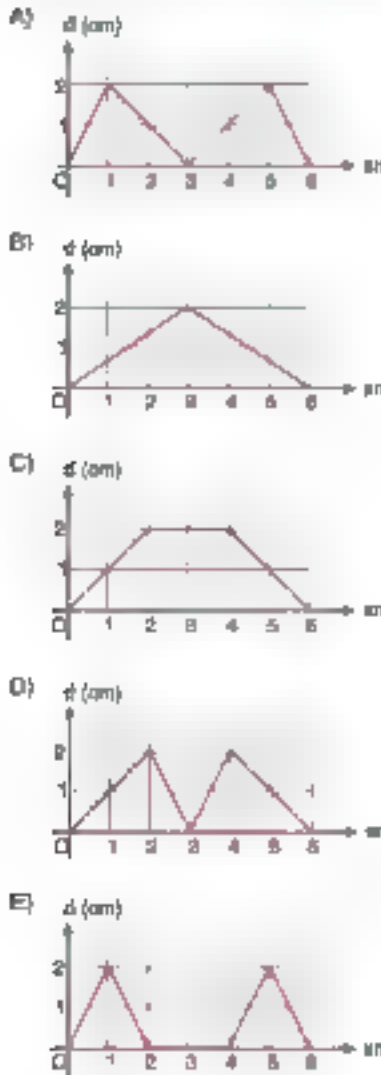 A) d (cm)
2
1
O 1 2 3 4 5 6
B) d (cm)
2
1
O 1 2 3 4 5 6
C) d (cm)
2
1
O 1 2 3 4 5 6
D) d (cm)
2
1
O 1 2 3 4 5 6
E) d (cm)
2
1
O 1 2 3 4 5 6